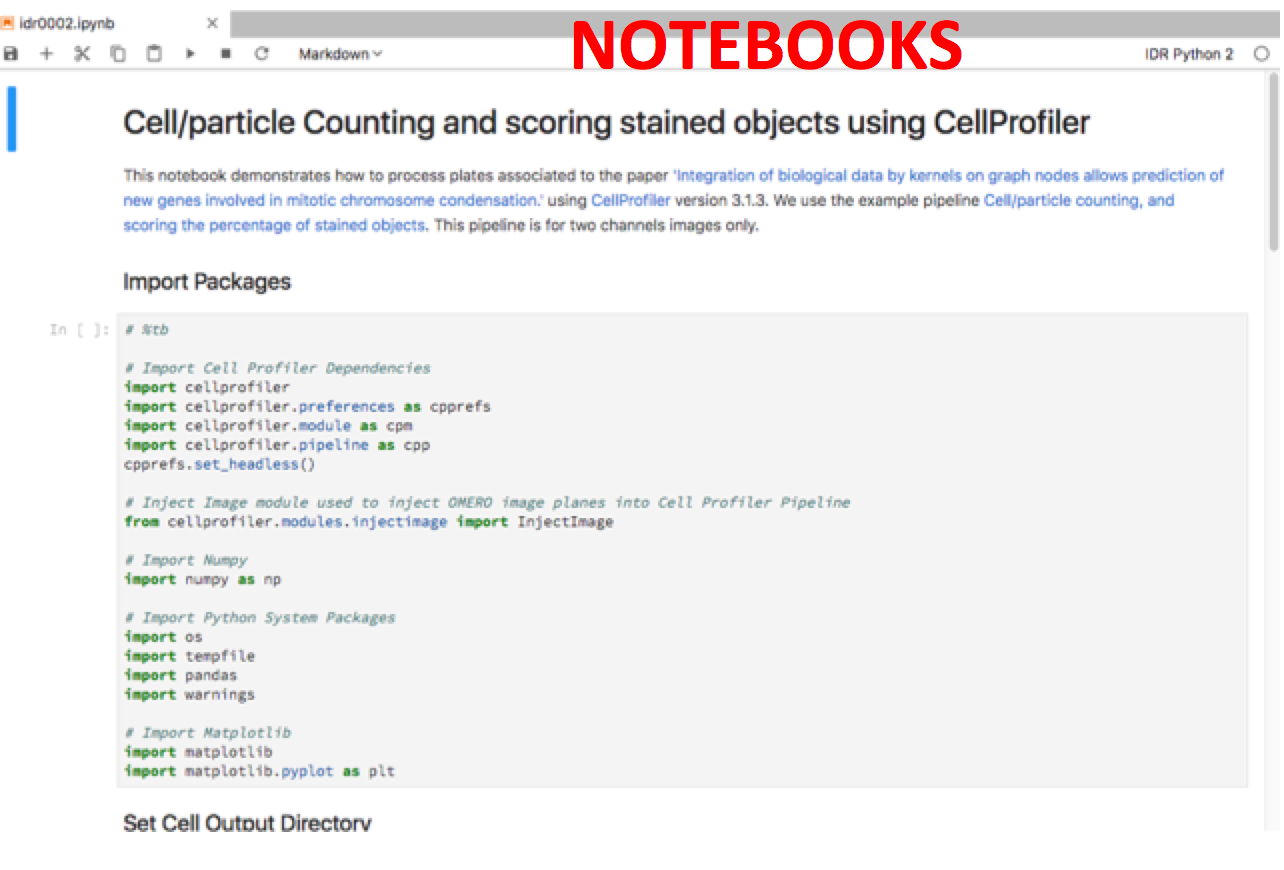 idr0002.ipynb
NOTEBOOKS
Markdown
IDR Python 2
Cell/particle Counting and scoring stained objects using CellProfiler
This notebook demonstrates how to process plates associated to the paper 'Integration of biological data by kernels on graph nodes allows prediction of
new genes involved in mitotic chromosome condensation.' using CellProfiler version 3.1.3. We use the example pipeline Cell/particle counting, and
scoring the percentage of stained objects. This pipeline is for two channels images only.
Import Packages
In [ ]: # %tb
# Import Cell Profiler Dependencies
import cellprofiler
import cellprofiler.preferences as cpprefs
import cellprofiler.module as cpm
import cellprofiler.pipeline as cpp
cpprefs.set_headless()
# Inject Image module used to inject OMERO image planes into Cell Profiler Pipeline
from cellprofiler.modules.injectimage import InjectImage
# Import Numpy
import numpy as np
# Import Python System Packages
import os
import tempfile
import pandas
import warnings
# Import Matplotlib
import matplotlib
import matplotlib.pyplot as plt
Set Cell Output Directory